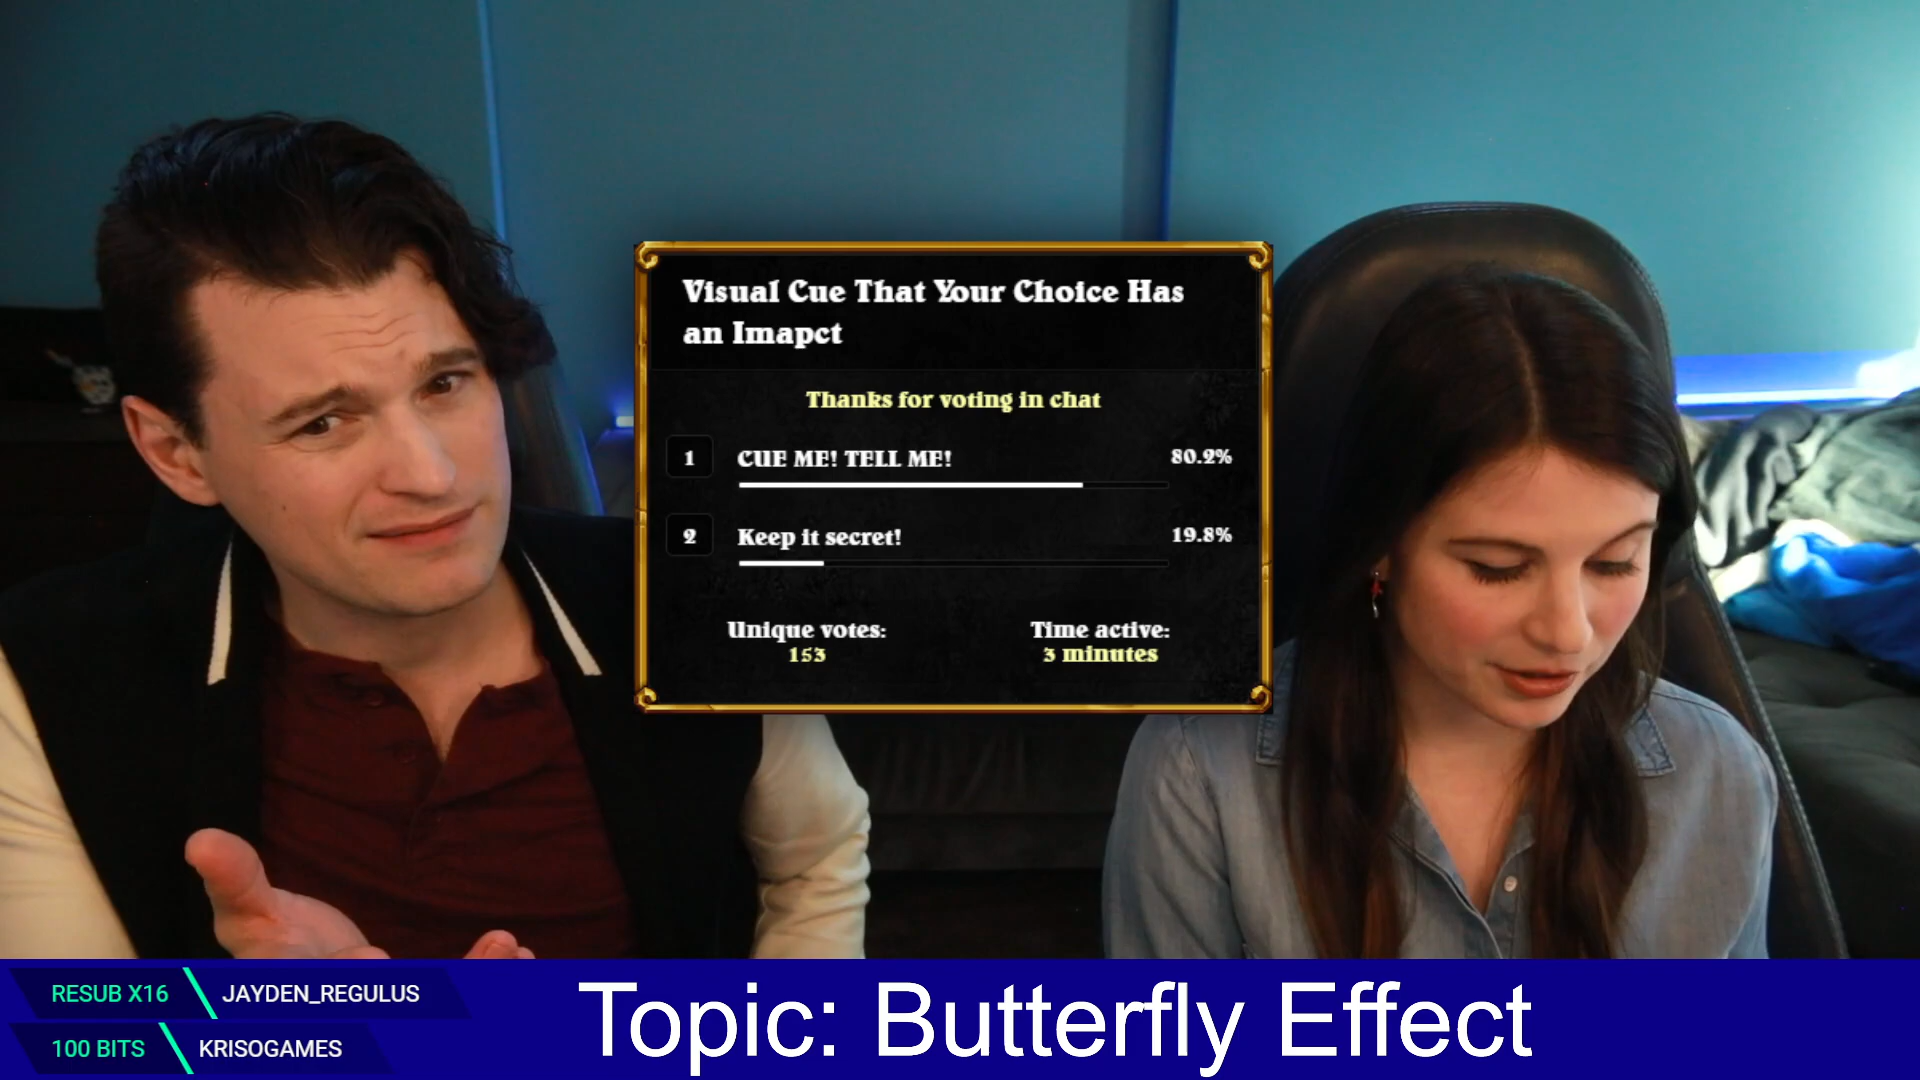 Visual Cue That Your Choice Has
an Imapct
Thanks for voting in chat
1 CUE ME! TELL ME! 80.2%
2 Keep it secret! 19.8%
Unique votes: Time active:
153 3 minutes
RESUB X16 JAYDEN_REGULUS
100 BITS KRISOGAMES
Topic: Butterfly Effect